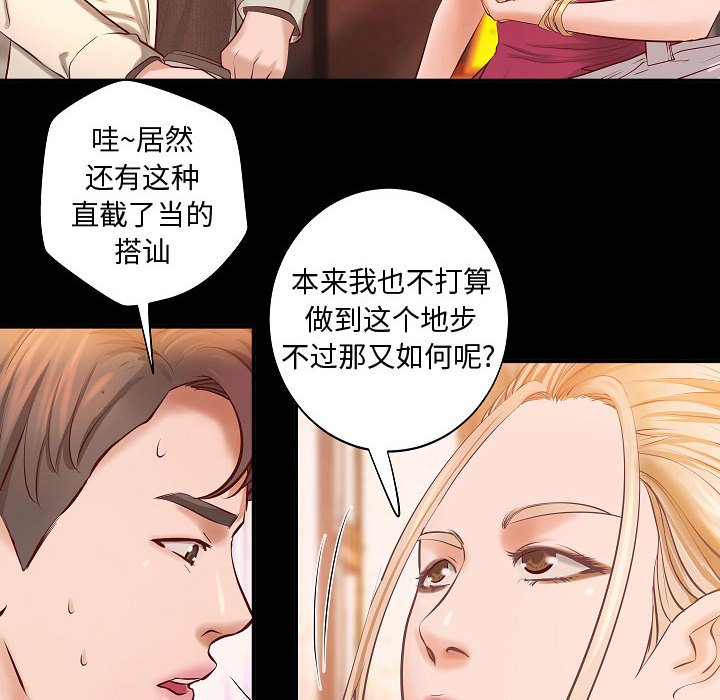 哇~居然
还有这种
直截了当的
搭讪
本来我也不打算
做到这个地步
不过那又如何呢?